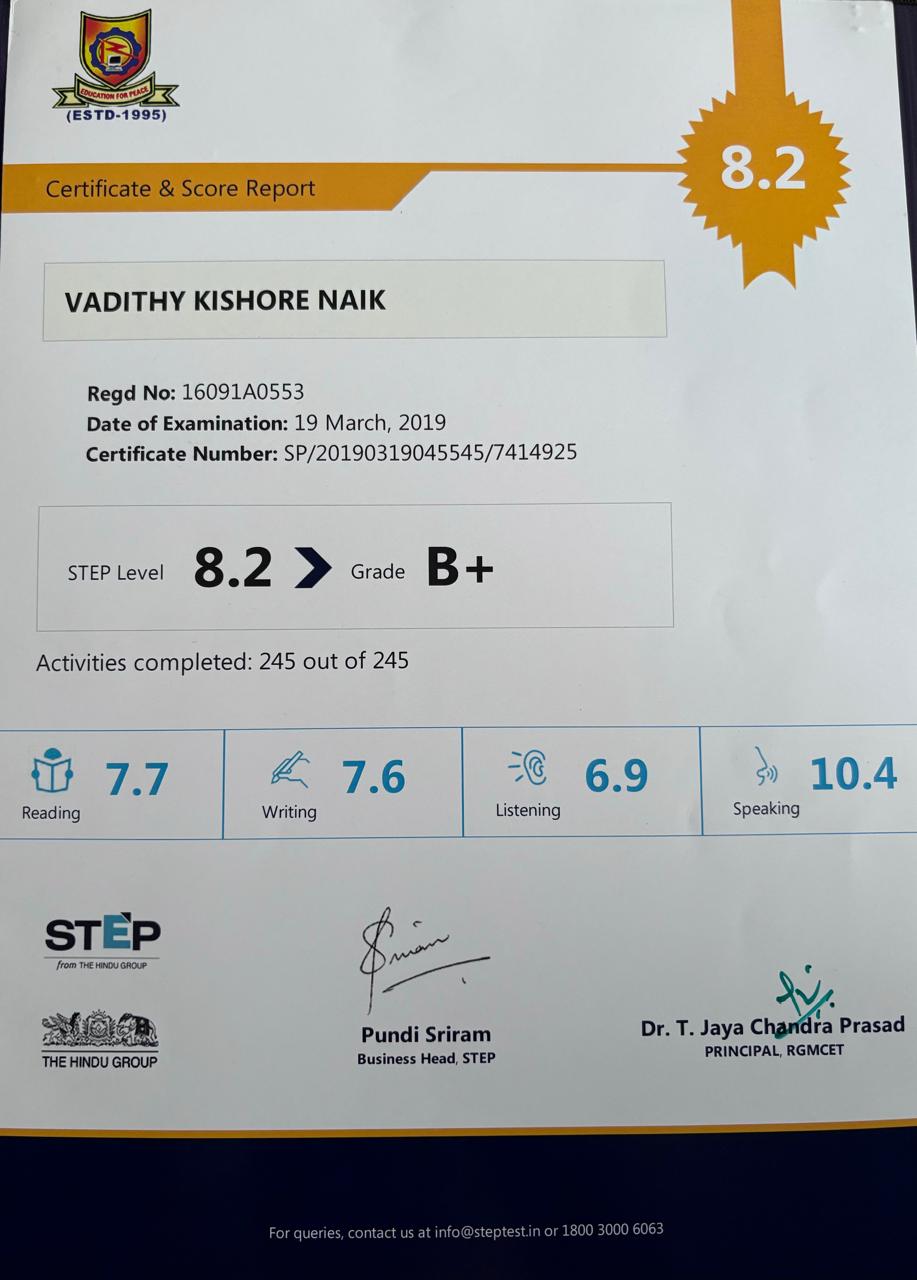 EDUCATION FOR PEACE
(ESTD-1995)
8.2
Certificate & Score Report
VADITHY KISHORE NAIK
Regd No: 16091A0553
Date of Examination: 19 March, 2019
Certificate Number: SP/20190319045545/7414925
STEP Level 8.2 Grade B+
Activities completed: 245 out of 245
Reading 7.7
Writing 7.6
Listening 6.9
Speaking 10.4
STEP
from THE HINDU GROUP
THE HINDU GROUP
Sriram
Pundi Sriram
Business Head, STEP
Dr. T. Jaya Chandra Prasad
PRINCIPAL, RGMCET
For queries, contact us at info@steptest.in or 1800 3000 6063